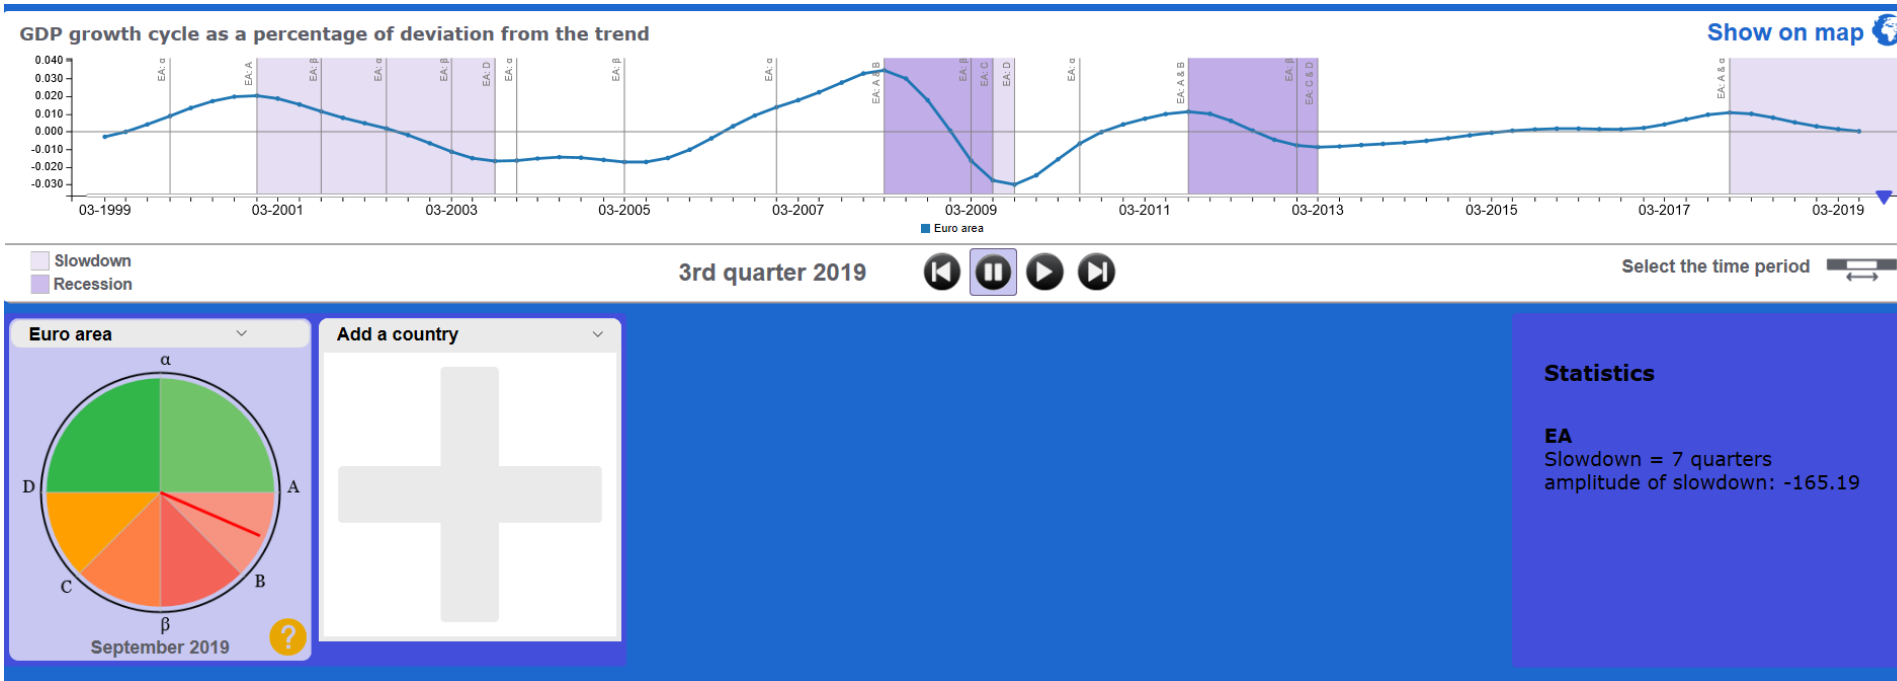 GDP growth cycle as a percentage of deviation from the trend
Show on map
0.040
0.030
0.020
0.010
0.000
-0.010
-0.020
-0.030
EA: α
EA: A
EA: β
EA: α
EA: β
EA: D
EA: α
EA: β
EA: α
EA: A & B
EA: β
EA: C
EA: D
EA: α
EA: A & B
EA: β
EA: C & D
EA: A & α
03-1999
03-2001
03-2003
03-2005
03-2007
03-2009
03-2011
03-2013
03-2015
03-2017
03-2019
Euro area
Slowdown
Recession
3rd quarter 2019
Select the time period
Euro area
Add a country
α
D
A
C
B
β
September 2019
?
Statistics
EA
Slowdown = 7 quarters
amplitude of slowdown: -165.19